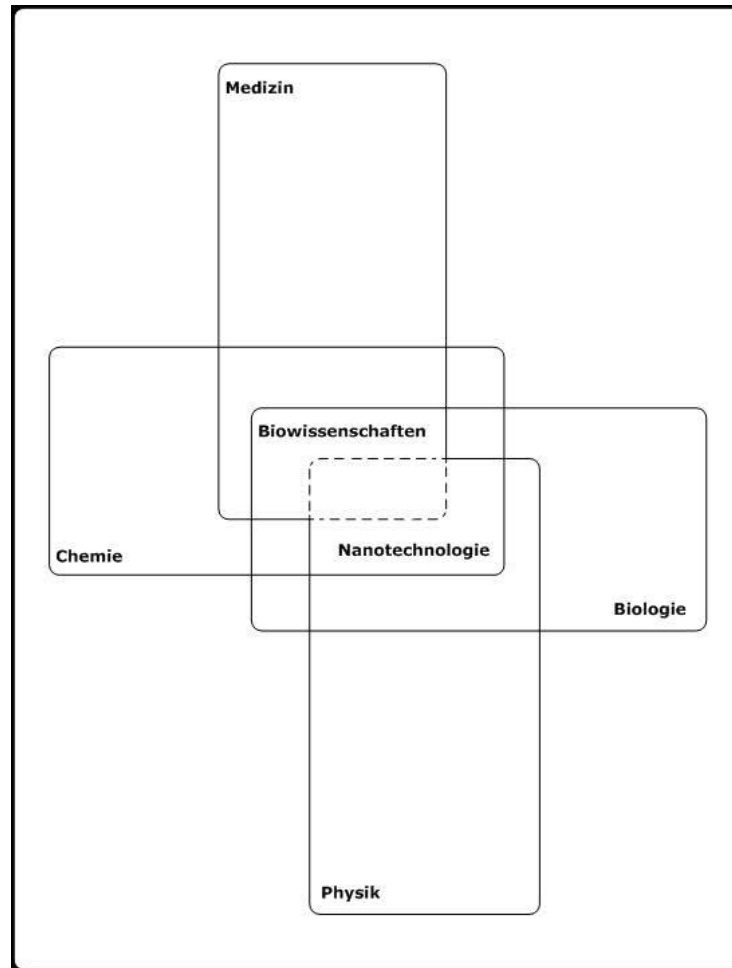 Medizin
Biowissenschaften
Nanotechnologie
Chemie
Biologie
Physik